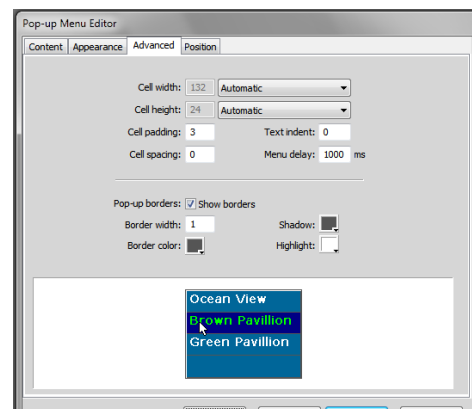 Pop-up Menu Editor
Content Appearance Advanced Position
Cell width: 132 Automatic
Cell height: 24 Automatic
Cell padding: 3 Text indent: 0
Cell spacing: 0 Menu delay: 1000 ms
Pop-up borders: Show borders
Border width: 1 Shadow:
Border color: Highlight:
Ocean View
Brown Pavillion
Green Pavillion